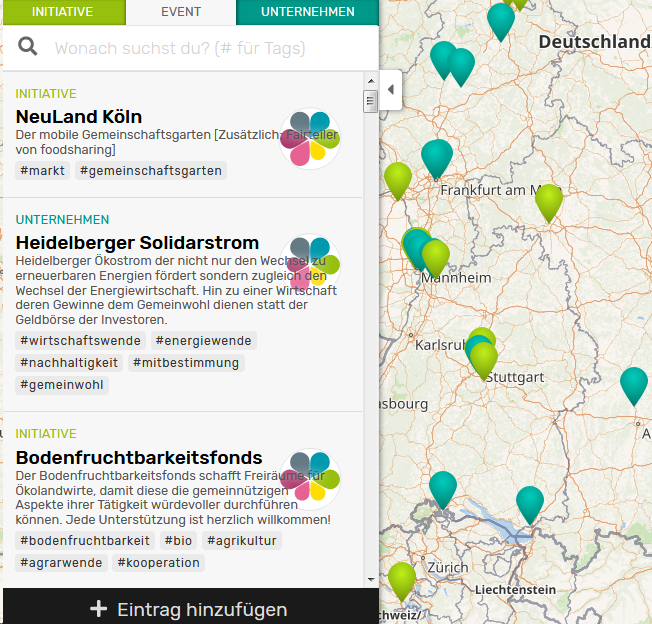 INITIATIVE EVENT UNTERNEHMEN
Wonach suchst du? (# für Tags)
INITIATIVE
NeuLand Köln
Der mobile Gemeinschaftsgarten [Zusätzlich: Fairteiler
von foodsharing]
#markt #gemeinschaftsgarten
UNTERNEHMEN
Heidelberger Solidarstrom
Heidelberger Ökostrom der nicht nur den Wechsel zu
erneuerbaren Energien fördert sondern zugleich den
Wechsel der Energiewirtschaft. Hin zu einer Wirtschaft
deren Gewinne dem Gemeinwohl dienen statt der
Geldbörse der Investoren.
#wirtschaftswende #energiewende
#nachhaltigkeit #mitbestimmung
#gemeinwohl
INITIATIVE
Bodenfruchtbarkeitsfonds
Der Bodenfruchtbarkeitsfonds schafft Freiräume für
Ökolandwirte, damit diese die gemeinnützigen
Aspekte ihrer Tätigkeit würdevoller durchführen
können. Jede Unterstützung ist herzlich willkommen!
#bodenfruchtbarkeit #bio #agrikultur
#agrarwende #kooperation
+ Eintrag hinzufügen
Deutschland
Frankfurt am M
Mannheim
Karlsruh
Stuttgart
asbourg
A
Zürich
Liechtenstein
chweiz/